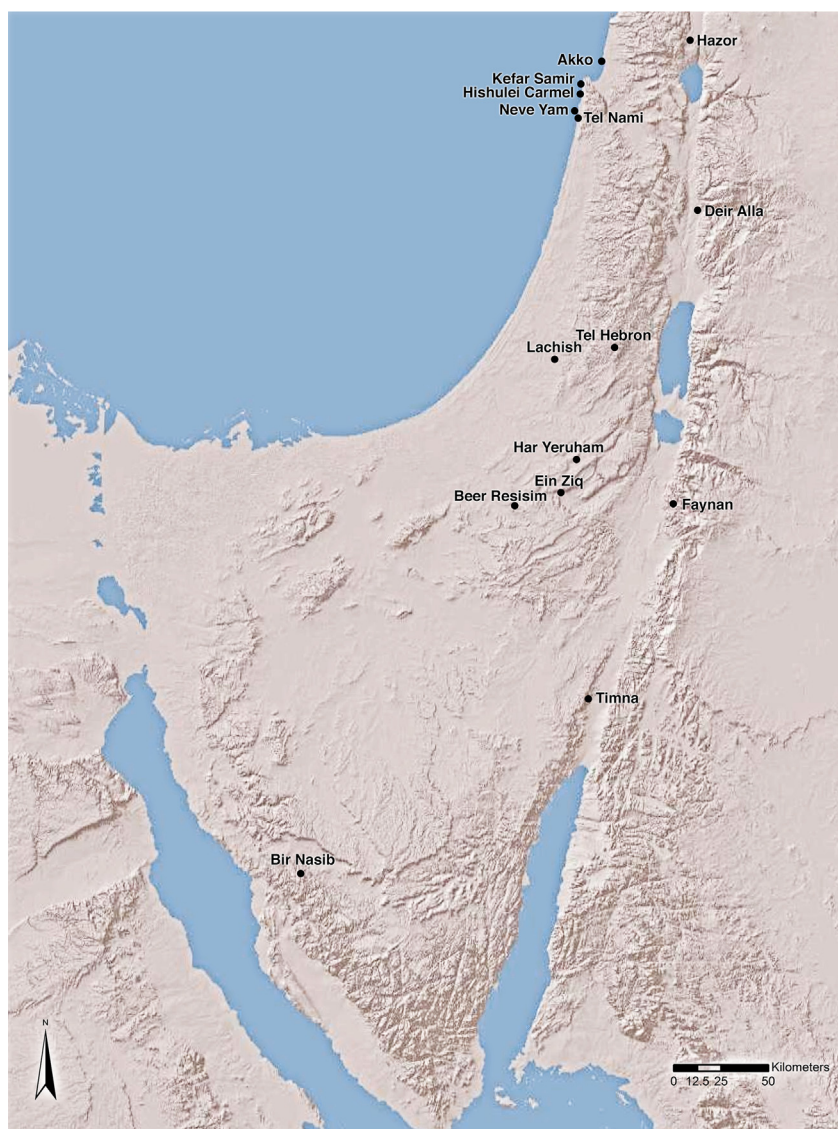 Hazor
Akko
Kefar Samir
Hishulei Carmel
Neve Yam
Tel Nami
Deir Alla
Tel Hebron
Lachish
Har Yeruham
Ein Ziq
Beer Resisim
Faynan
Timna
Bir Nasib
N
Kilometers
0 12.5 25 50